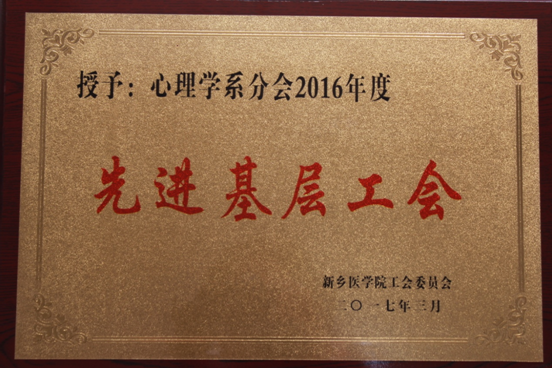 授予：心理学系分会2016年度
先进基层工会
新乡医学院工会委员会
二〇一七年三月